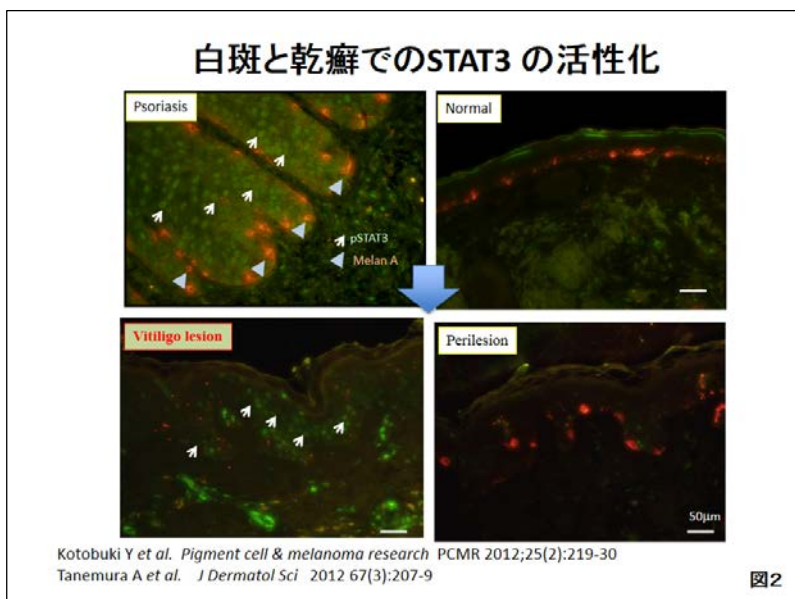 白斑と乾癬でのSTAT3 の活性化
Psoriasis
Normal
pSTAT3
Melan A
Vitiligo lesion
Perilesion
50μm
Kotobuki Y et al. Pigment cell & melanoma research PCMR 2012;25(2):219-30
Tanemura A et al. J Dermatol Sci 2012 67(3):207-9
図2